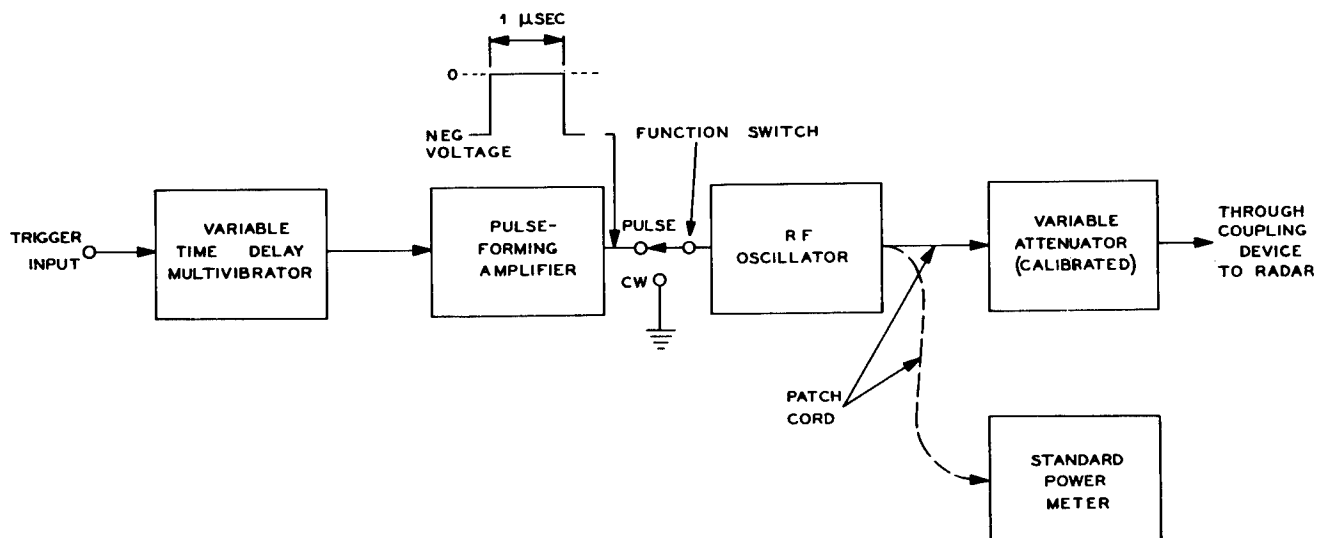 1 μSEC
0
NEG
VOLTAGE
FUNCTION SWITCH
TRIGGER
INPUT
VARIABLE
TIME DELAY
MULTIVIBRATOR
PULSE-
FORMING
AMPLIFIER
PULSE
CW
RF
OSCILLATOR
VARIABLE
ATTENUATOR
(CALIBRATED)
THROUGH
COUPLING
DEVICE
TO RADAR
PATCH
CORD
STANDARD
POWER
METER